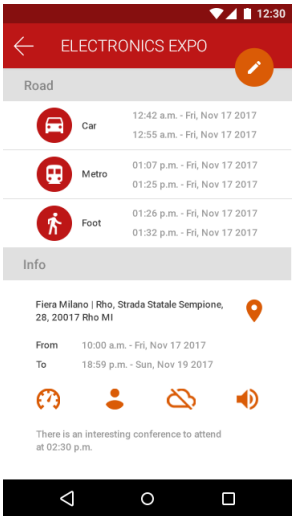 12:30
ELECTRONICS EXPO
Road
Car
12:42 a.m. - Fri, Nov 17 2017
12:55 a.m. - Fri, Nov 17 2017
Metro
01:07 p.m. - Fri, Nov 17 2017
01:25 p.m. - Fri, Nov 17 2017
Foot
01:26 p.m. - Fri, Nov 17 2017
01:32 p.m. - Fri, Nov 17 2017
Info
Fiera Milano | Rho, Strada Statale Sempione,
28, 20017 Rho MI
From 10:00 a.m. - Fri, Nov 17 2017
To 18:59 p.m. - Sun, Nov 19 2017
There is an interesting conference to attend
at 02:30 p.m.